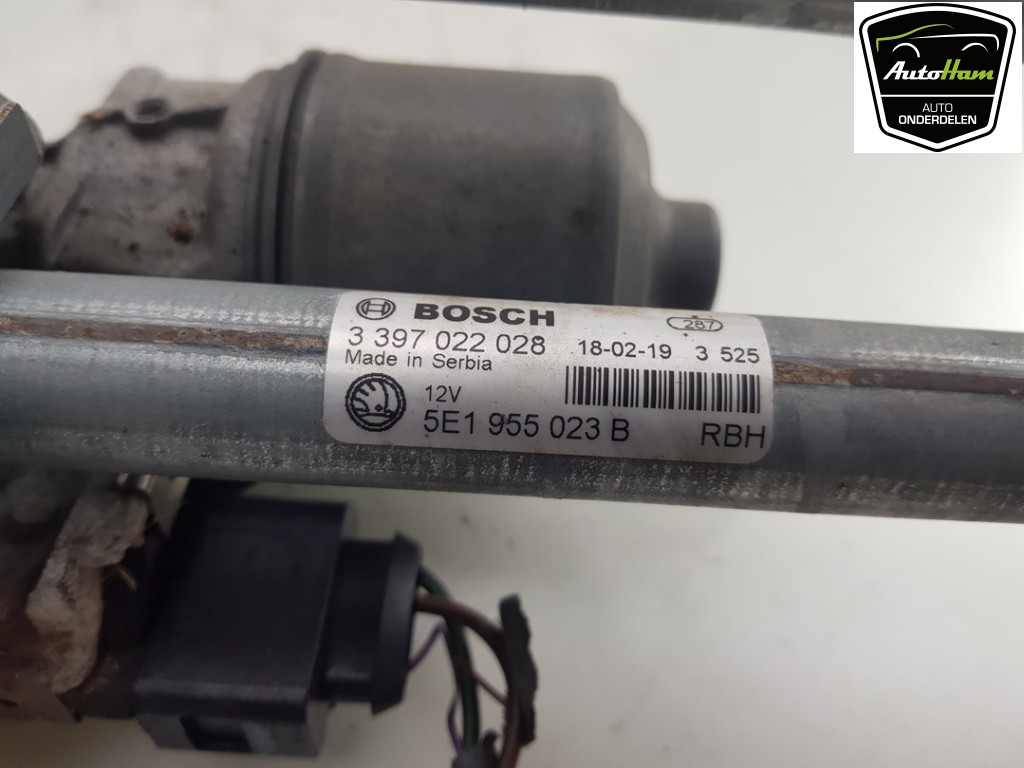 AutoHam
AUTO
ONDERDELEN
BOSCH
287
3 397 022 028 18-02-19 3 525
Made in Serbia
12V
5E1 955 023 B RBH